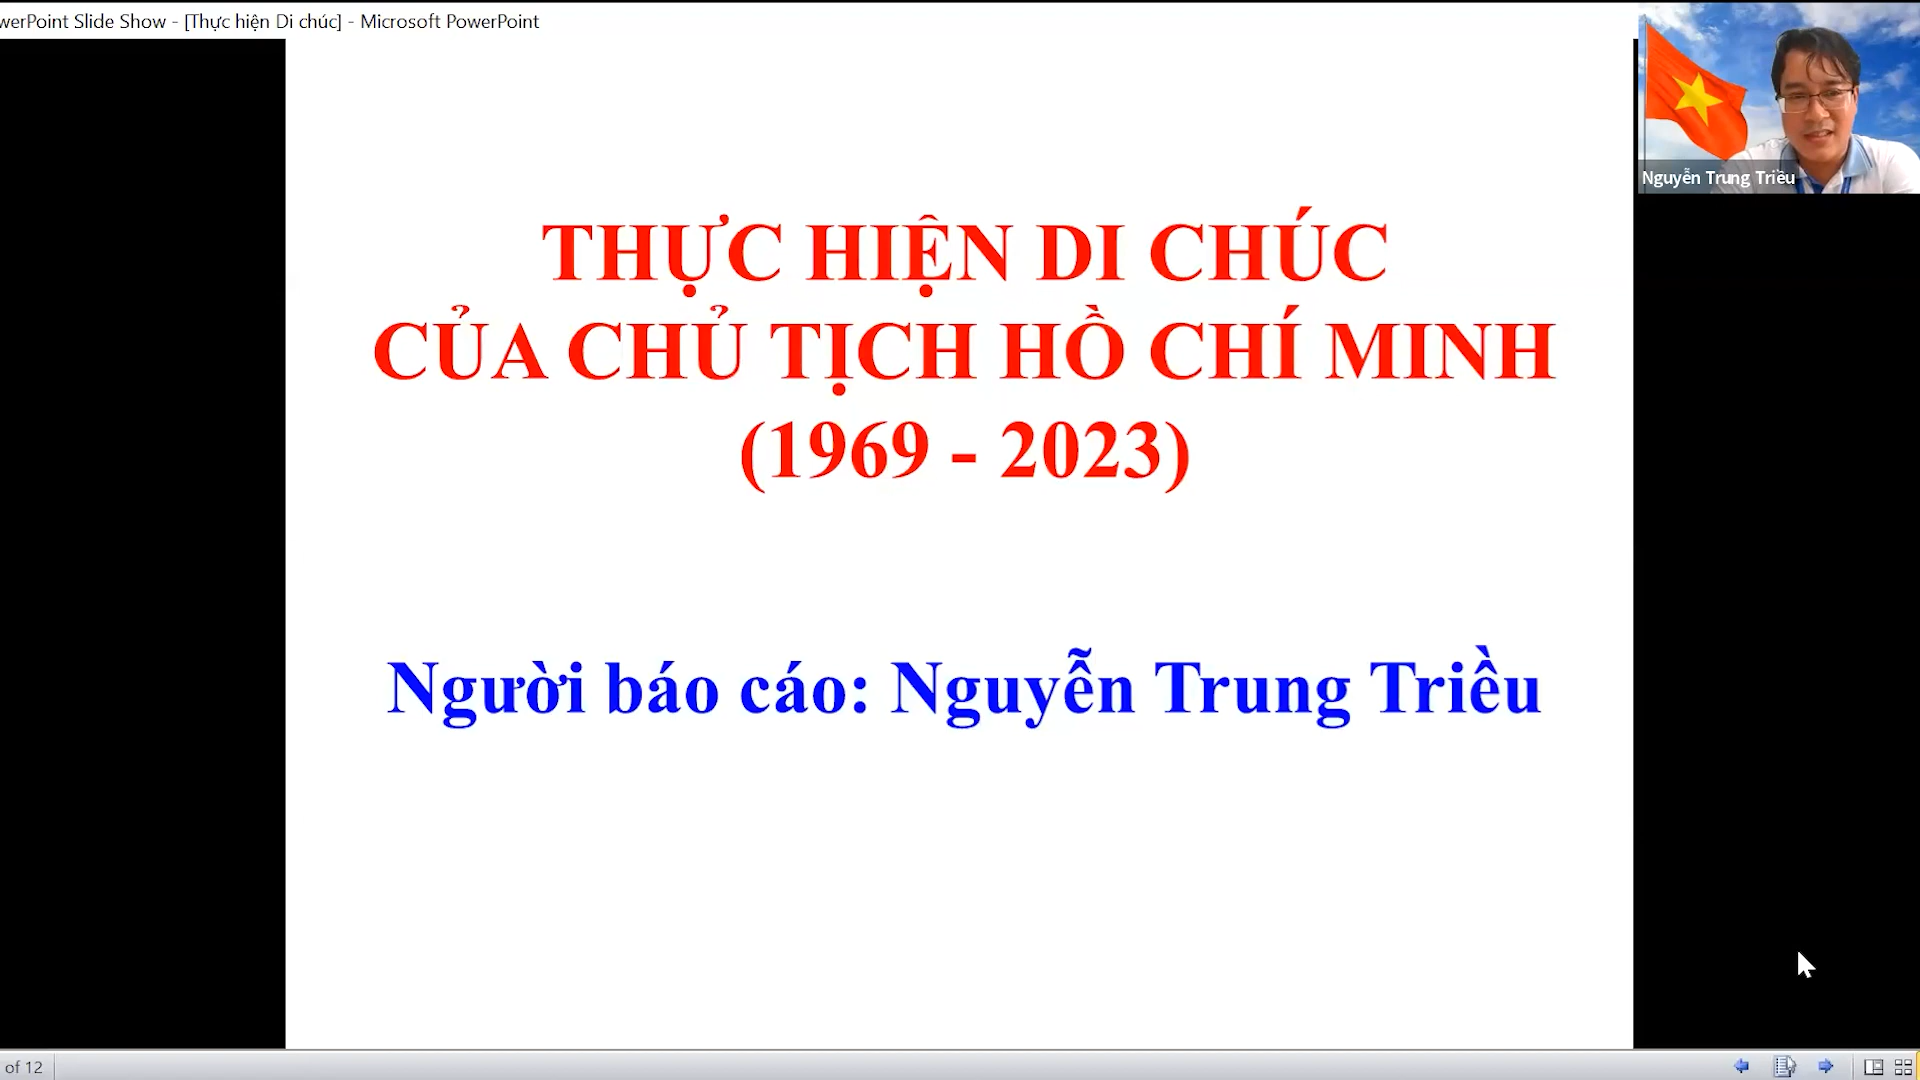 werPoint Slide Show - [Thực hiện Di chúc] - Microsoft PowerPoint
Nguyễn Trung Triều
THỰC HIỆN DI CHÚC
CỦA CHỦ TỊCH HỒ CHÍ MINH
(1969 - 2023)
Người báo cáo: Nguyễn Trung Triều
of 12